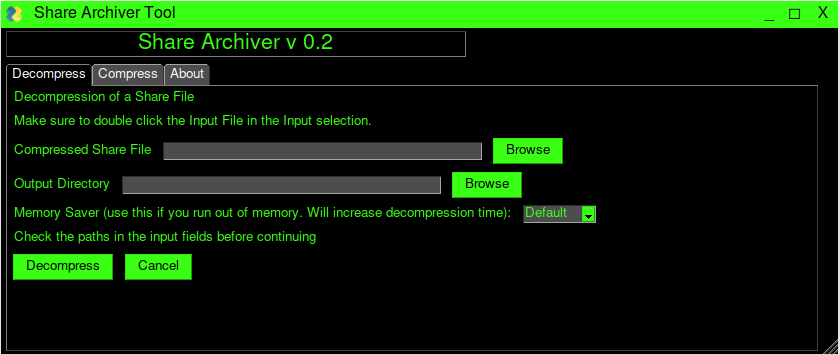 Share Archiver Tool
Share Archiver v 0.2
Decompress Compress About
Decompression of a Share File
Make sure to double click the Input File in the Input selection.
Compressed Share File Browse
Output Directory Browse
Memory Saver (use this if you run out of memory. Will increase decompression time): Default
Check the paths in the input fields before continuing
Decompress Cancel